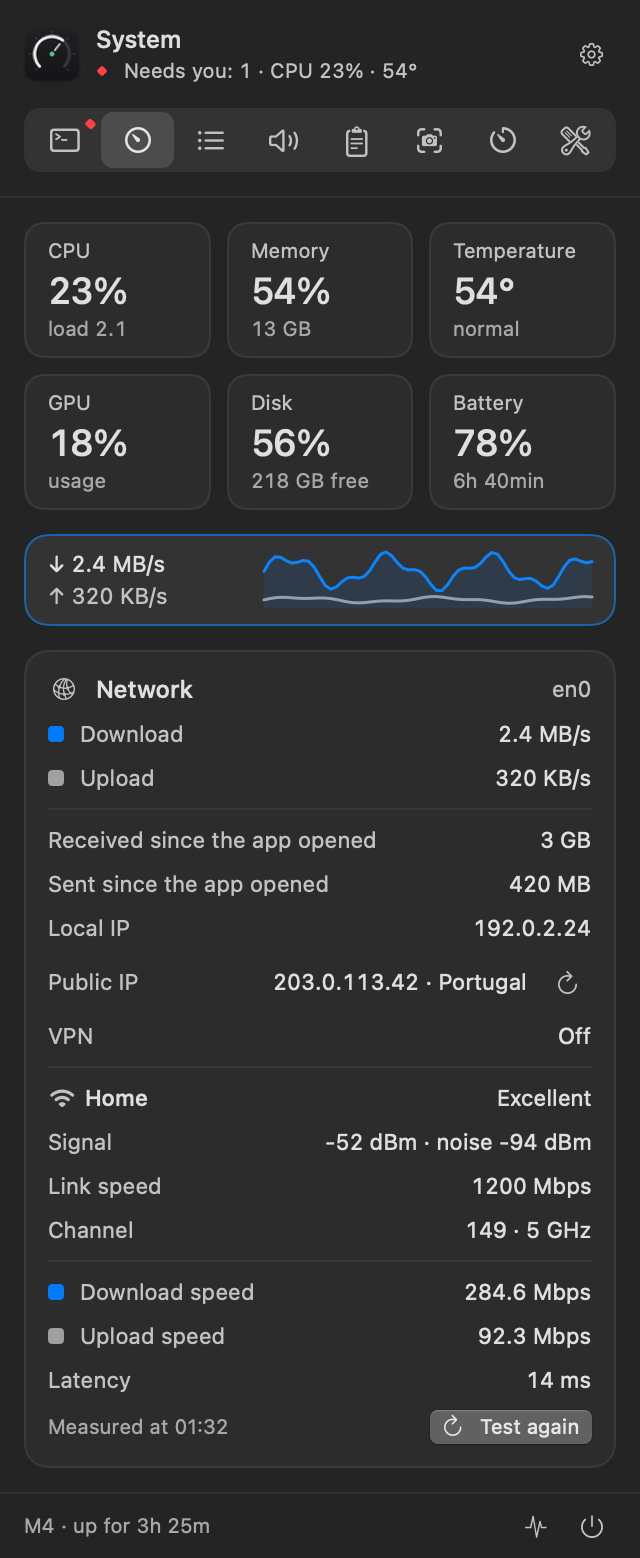 System
Needs you: 1 · CPU 23% · 54°
CPU
23%
load 2.1
Memory
54%
13 GB
Temperature
54°
normal
GPU
18%
usage
Disk
56%
218 GB free
Battery
78%
6h 40min
↓ 2.4 MB/s
↑ 320 KB/s
Network en0
Download 2.4 MB/s
Upload 320 KB/s
Received since the app opened 3 GB
Sent since the app opened 420 MB
Local IP 192.0.2.24
Public IP 203.0.113.42 · Portugal
VPN Off
Home Excellent
Signal -52 dBm · noise -94 dBm
Link speed 1200 Mbps
Channel 149 · 5 GHz
Download speed 284.6 Mbps
Upload speed 92.3 Mbps
Latency 14 ms
Measured at 01:32 Test again
M4 · up for 3h 25m